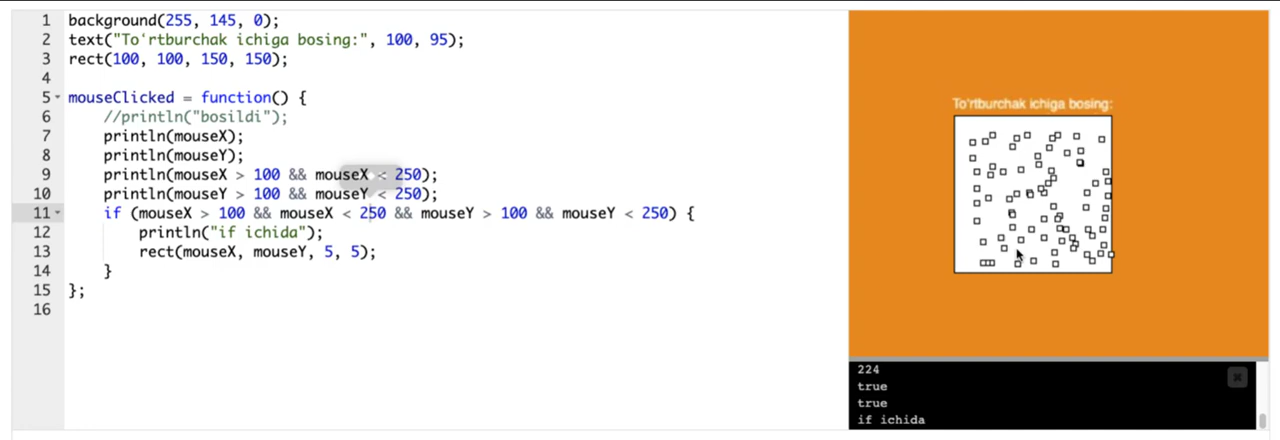 1 background(255, 145, 0);
2 text("To'rtburchak ichiga bosing:", 100, 95);
3 rect(100, 100, 150, 150);
4
5 mouseClicked = function() {
6 //println("bosildi");
7 println(mouseX);
8 println(mouseY);
9 println(mouseX > 100 && mouseX < 250);
10 println(mouseY > 100 && mouseY < 250);
11 if (mouseX > 100 && mouseX < 250 && mouseY > 100 && mouseY < 250) {
12 println("if ichida");
13 rect(mouseX, mouseY, 5, 5);
14 }
15 };
16
To'rtburchak ichiga bosing:
224
true
true
if ichida